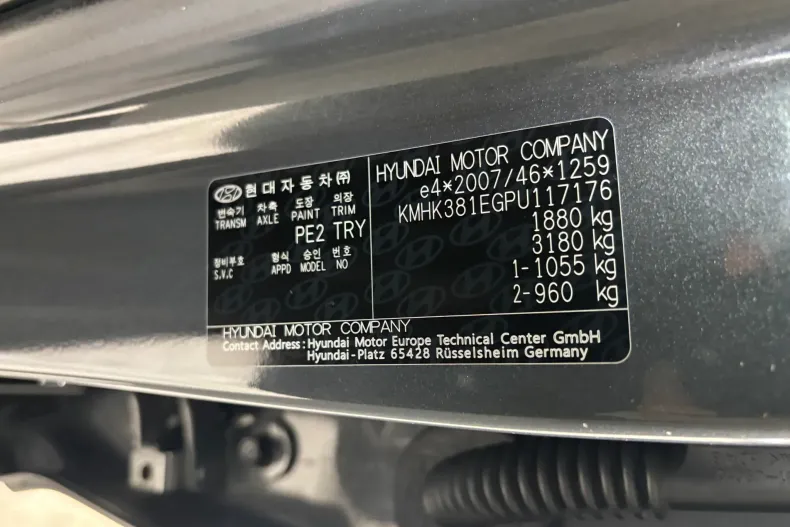 현대자동차㈜
변속기 차축 도장 외장
TRANSM AXLE PAINT TRIM
PE2 TRY
정비부호 형식 승인 번호
S.V.C APPD MODEL NO
HYUNDAI MOTOR COMPANY
e4*2007/46*1259
KMHK381EGPU117176
1880 kg
3180 kg
1-1055 kg
2-960 kg
HYUNDAI MOTOR COMPANY
Contact Address : Hyundai Motor Europe Technical Center GmbH
Hyundai-Platz 65428 Rüsselsheim Germany